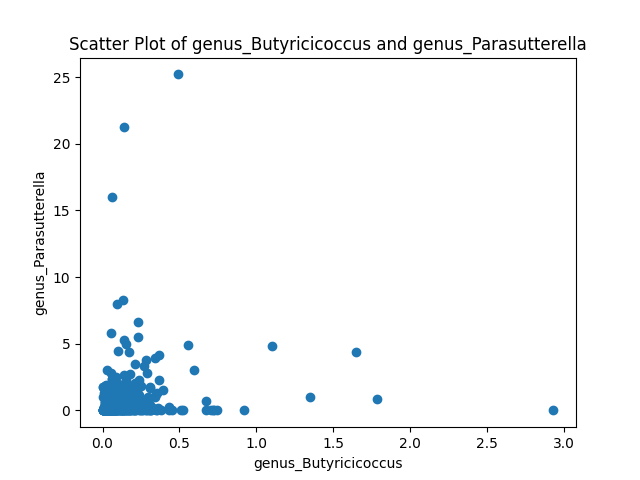 Scatter Plot of genus_Butyricicoccus and genus_Parasutterella
25
20
15
10
5
0
genus_Parasutterella
0.0 0.5 1.0 1.5 2.0 2.5 3.0
genus_Butyricicoccus